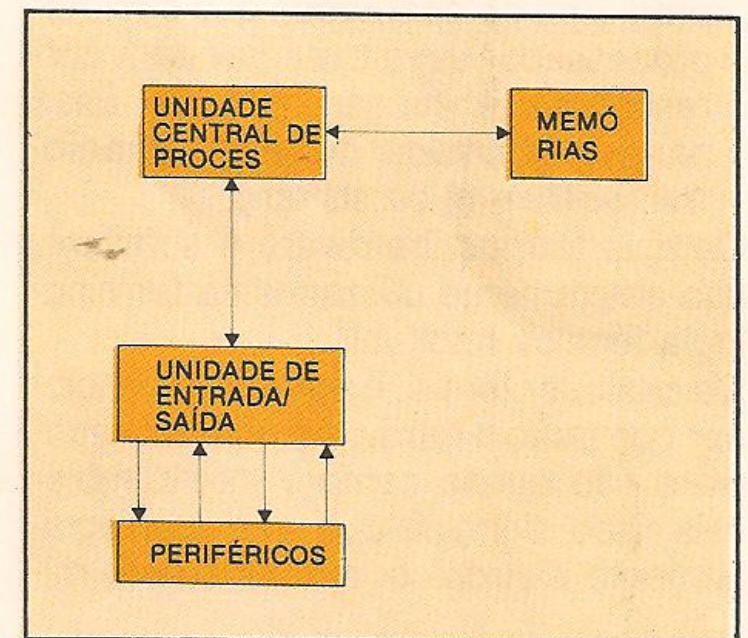 UNIDADE
CENTRAL DE
PROCES
MEMÓ
RIAS
UNIDADE DE
ENTRADA/
SAÍDA
PERIFÉRICOS